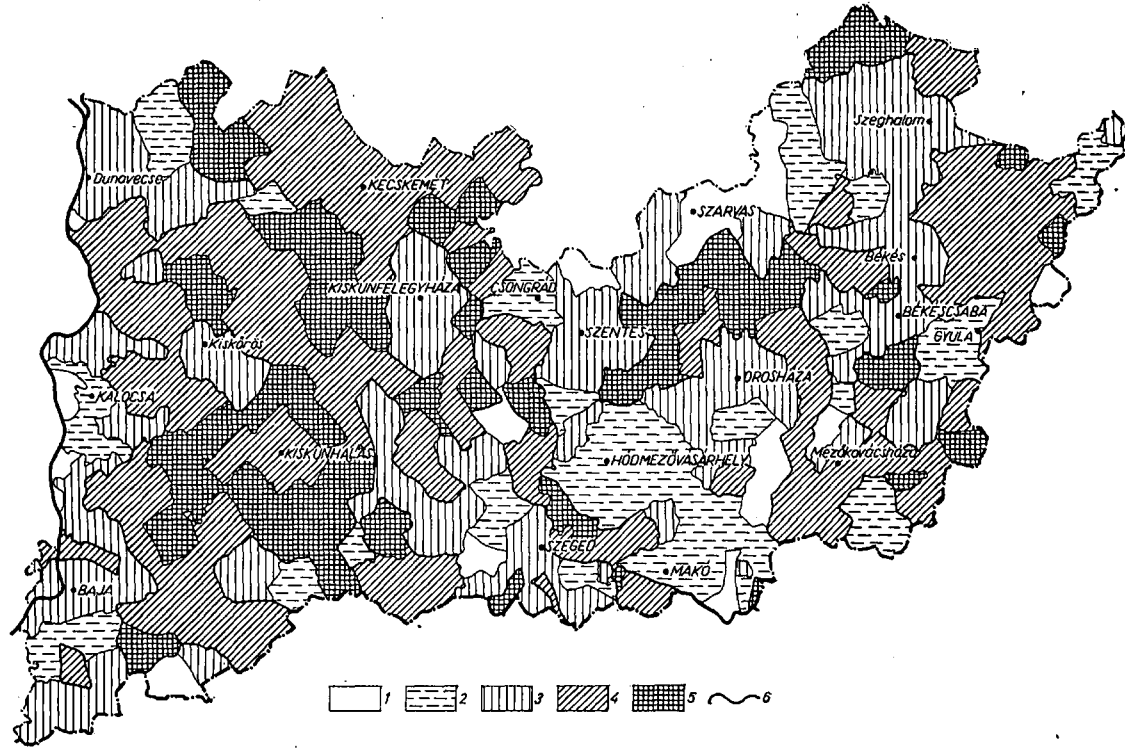 Szeghalom
Dunavecse
KECSKEMÉT
SZARVAS
Békés
KISKUNFÉLEGYHÁZA
CSONGRÁD
BÉKÉSCSABA
SZENTES
GYULA
Kiskőrös
OROSHÁZA
KALOCSA
KISKUNHALAS
HÓDMEZŐVÁSÁRHELY
Mezőkovácsháza
SZEGED
MAKÓ
BAJA
1 2 3 4 5 6